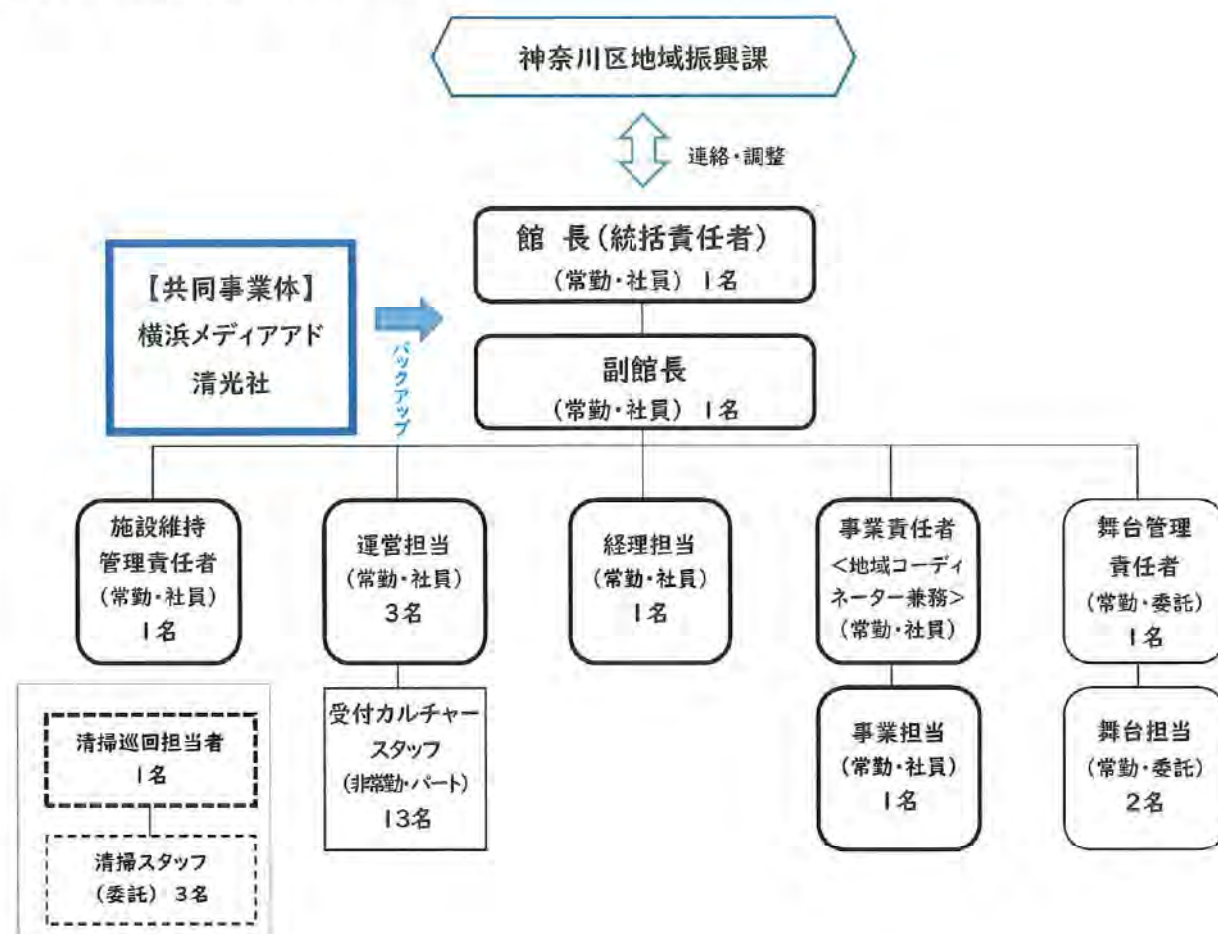 神奈川区地域振興課
連絡・調整
館 長(統括責任者)
(常勤・社員) 1名
【共同事業体】
横浜メディアアド
清光社
バックアップ
副館長
(常勤・社員) 1名
施設維持
管理責任者
(常勤・社員)
1名
運営担当
(常勤・社員)
3名
経理担当
(常勤・社員)
1名
事業責任者
<地域コーディ
ネーター兼務>
(常勤・社員)
舞台管理
責任者
(常勤・委託)
1名
清掃巡回担当者
1名
清掃スタッフ
(委託) 3名
受付カルチャー
スタッフ
(非常勤・パート)
13名
事業担当
(常勤・社員)
1名
舞台担当
(常勤・委託)
2名